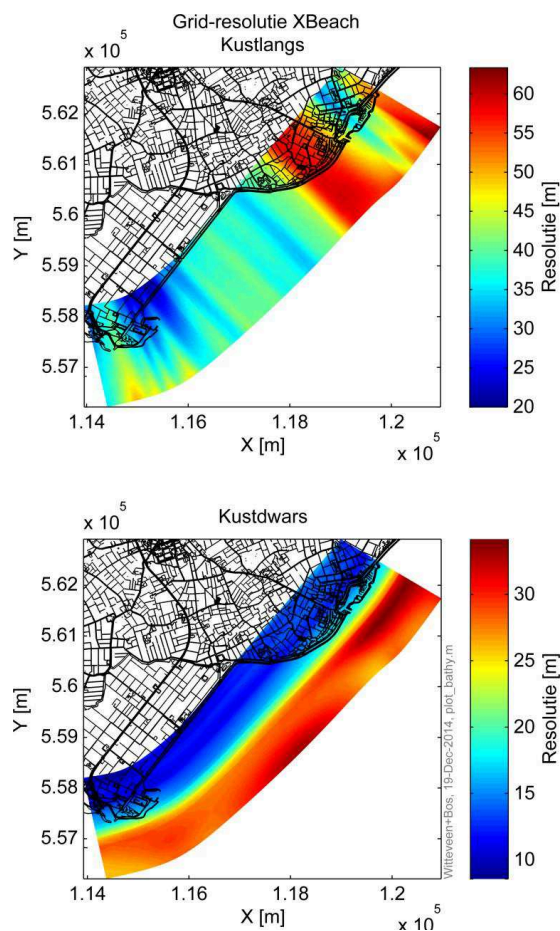 Grid-resolutie XBeach
Kustlangs
x 10^5
5.62
5.61
5.6
5.59
5.58
5.57
Y [m]
1.14
1.16
1.18
1.2
X [m]
x 10^5
60
55
50
45
40
35
30
25
20
Resolutie [m]
Kustdwars
x 10^5
5.62
5.61
5.6
5.59
5.58
5.57
Y [m]
1.14
1.16
1.18
1.2
X [m]
x 10^5
Witteveen+Bos, 19-Dec-2014, plot_bathy.m
30
25
20
15
10
Resolutie [m]